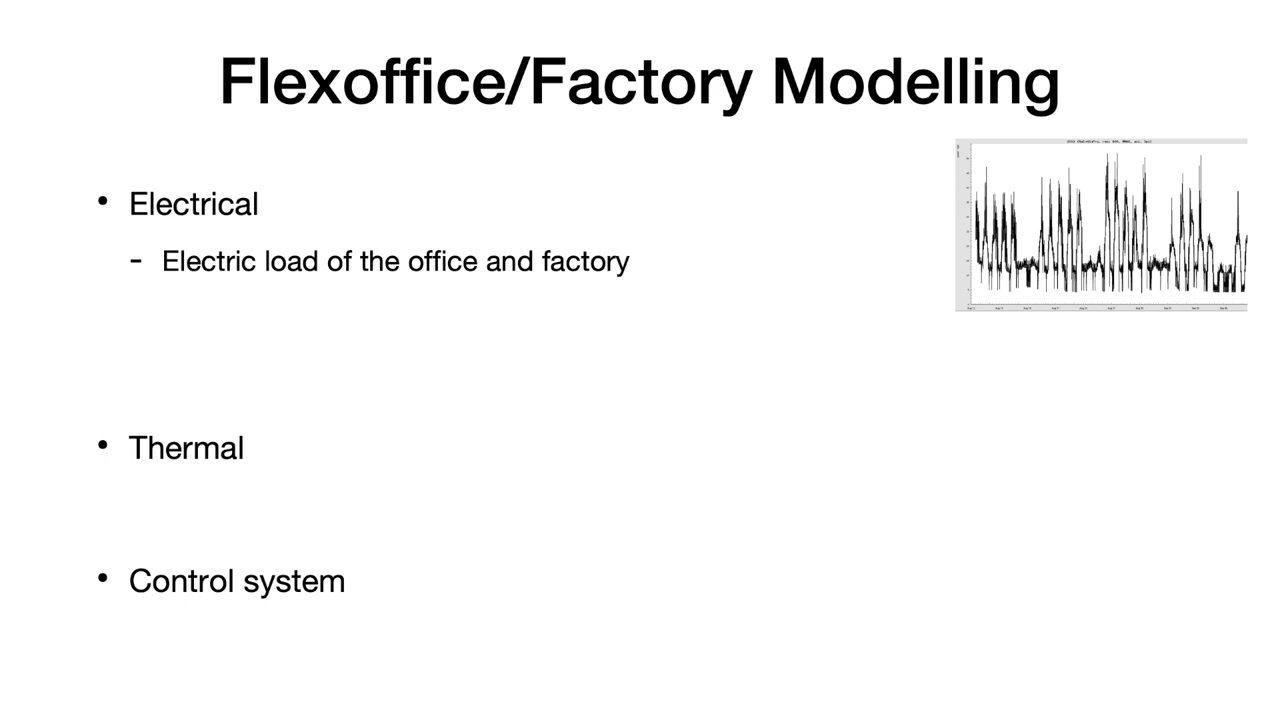 Flexoffice/Factory Modelling
• Electrical
- Electric load of the office and factory
• Thermal
• Control system